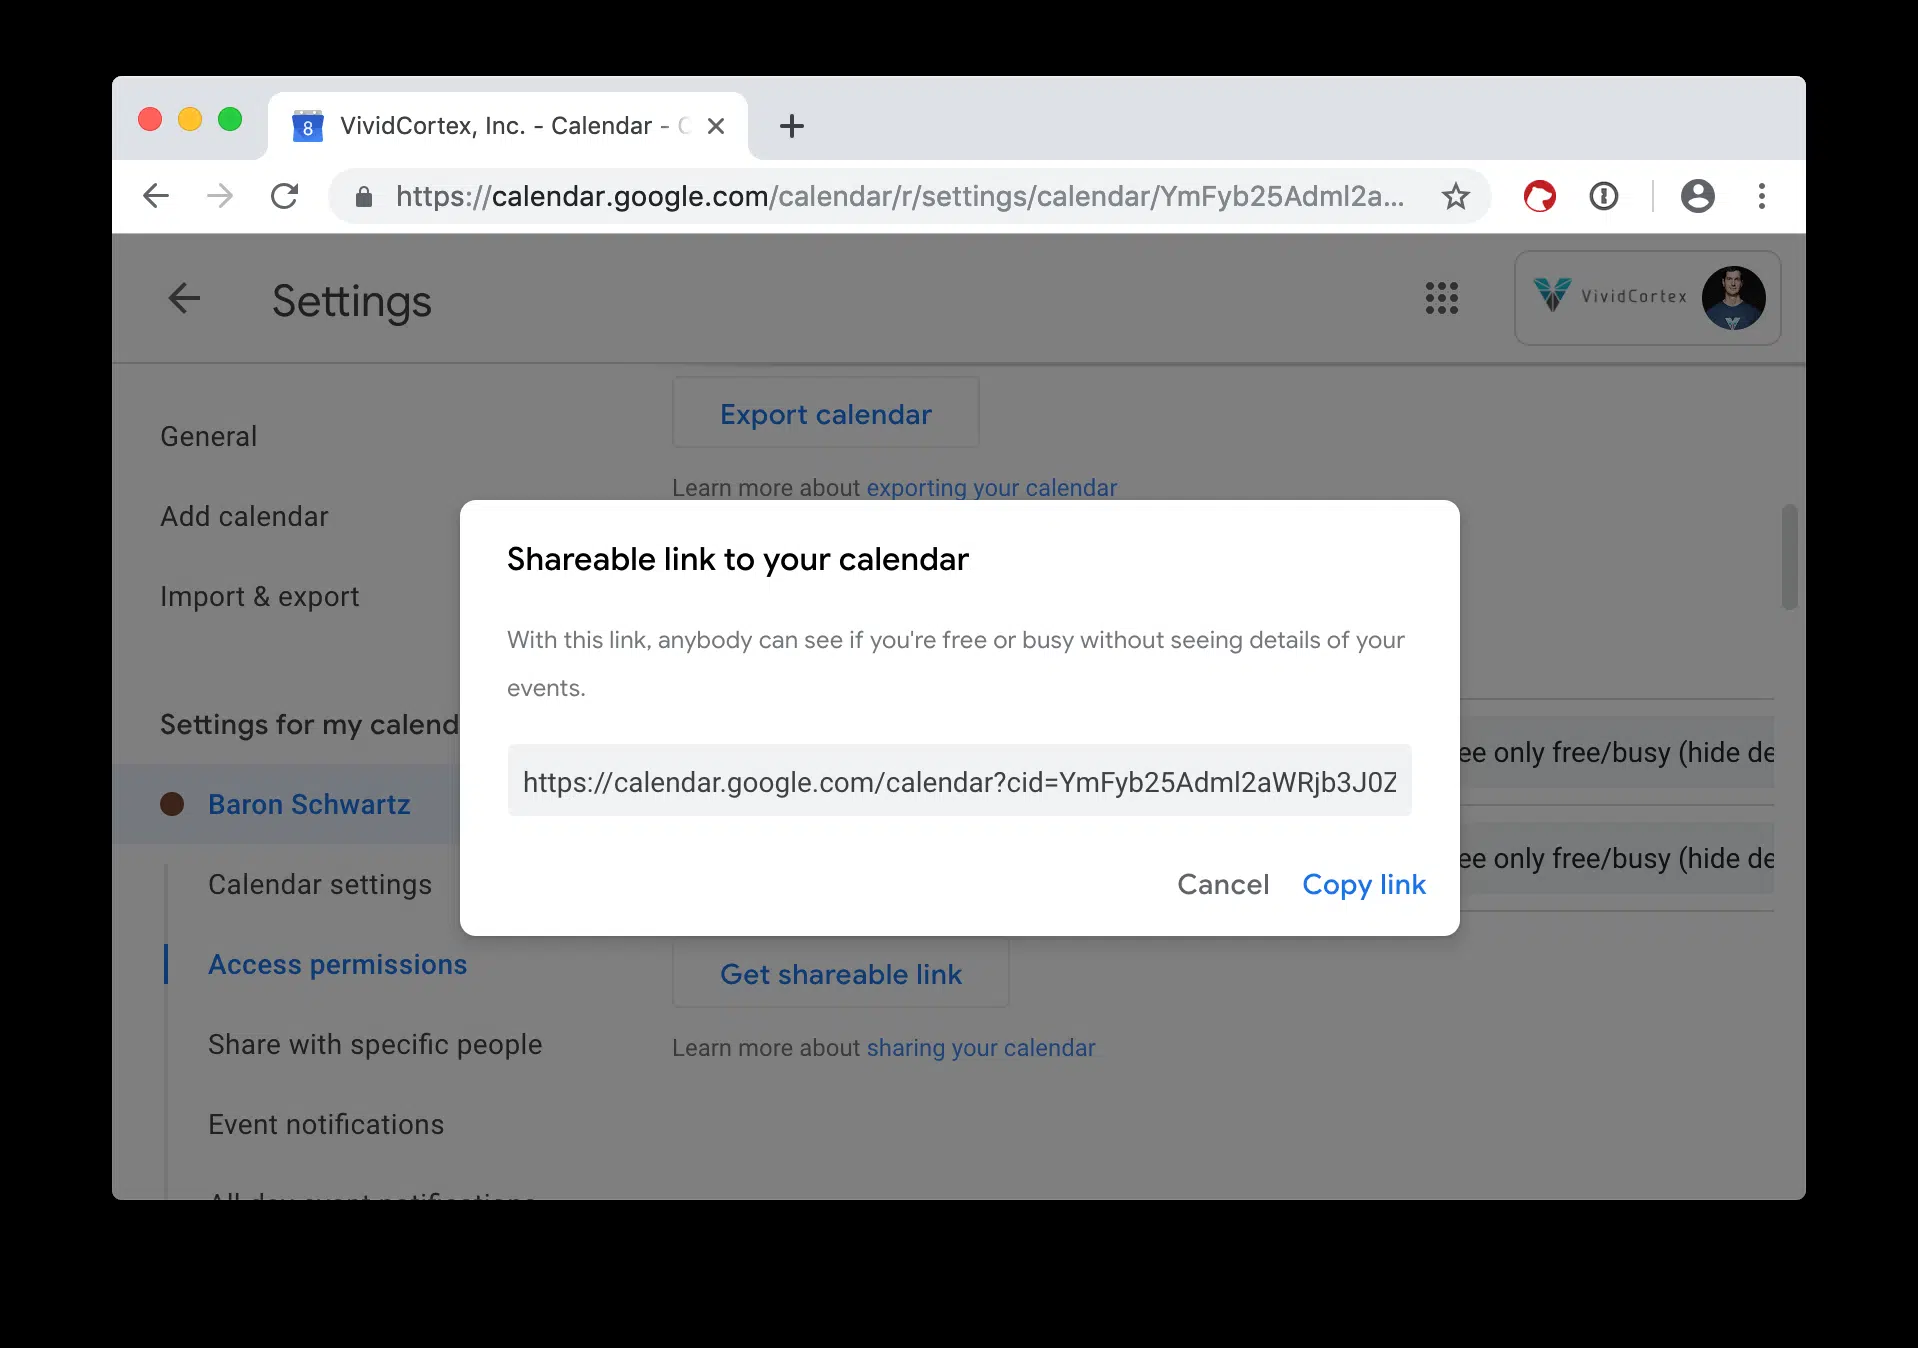 8 VividCortex, Inc. - Calendar -
https://calendar.google.com/calendar/r/settings/calendar/YmFyb25Adml2a...
Settings
VividCortex
Export calendar
General
Learn more about exporting your calendar
Add calendar
Shareable link to your calendar
Import & export
With this link, anybody can see if you're free or busy without seeing details of your
events.
Settings for my calend
ee only free/busy (hide de
https://calendar.google.com/calendar?cid=YmFyb25Adml2aWRjb3J0Z
Baron Schwartz
ee only free/busy (hide de
Calendar settings
Cancel Copy link
Access permissions
Get shareable link
Share with specific people
Learn more about sharing your calendar
Event notifications
All-day event notifications